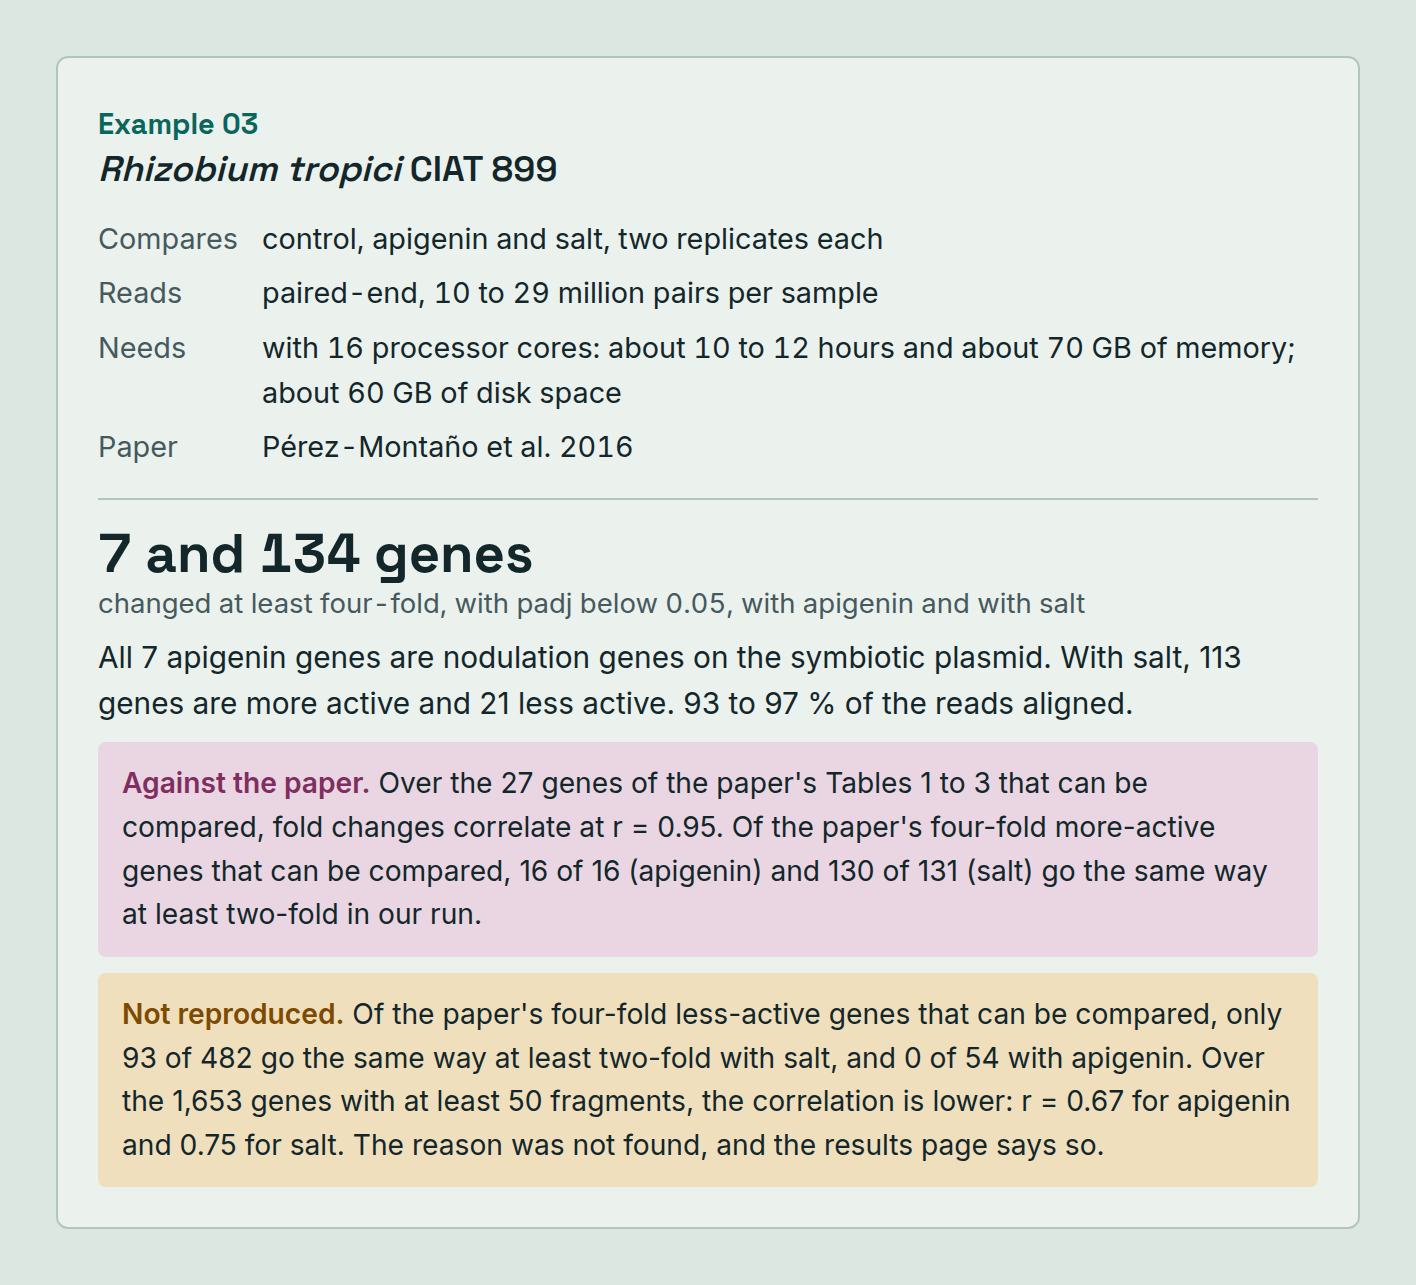 Example 03
Rhizobium tropici CIAT 899
Compares control, apigenin and salt, two replicates each
Reads paired-end, 10 to 29 million pairs per sample
Needs with 16 processor cores: about 10 to 12 hours and about 70 GB of memory;
about 60 GB of disk space
Paper Pérez-Montaño et al. 2016
7 and 134 genes
changed at least four-fold, with padj below 0.05, with apigenin and with salt
All 7 apigenin genes are nodulation genes on the symbiotic plasmid. With salt, 113
genes are more active and 21 less active. 93 to 97 % of the reads aligned.
Against the paper. Over the 27 genes of the paper's Tables 1 to 3 that can be
compared, fold changes correlate at r = 0.95. Of the paper's four-fold more-active
genes that can be compared, 16 of 16 (apigenin) and 130 of 131 (salt) go the same way
at least two-fold in our run.
Not reproduced. Of the paper's four-fold less-active genes that can be compared, only
93 of 482 go the same way at least two-fold with salt, and 0 of 54 with apigenin. Over
the 1,653 genes with at least 50 fragments, the correlation is lower: r = 0.67 for apigenin
and 0.75 for salt. The reason was not found, and the results page says so.